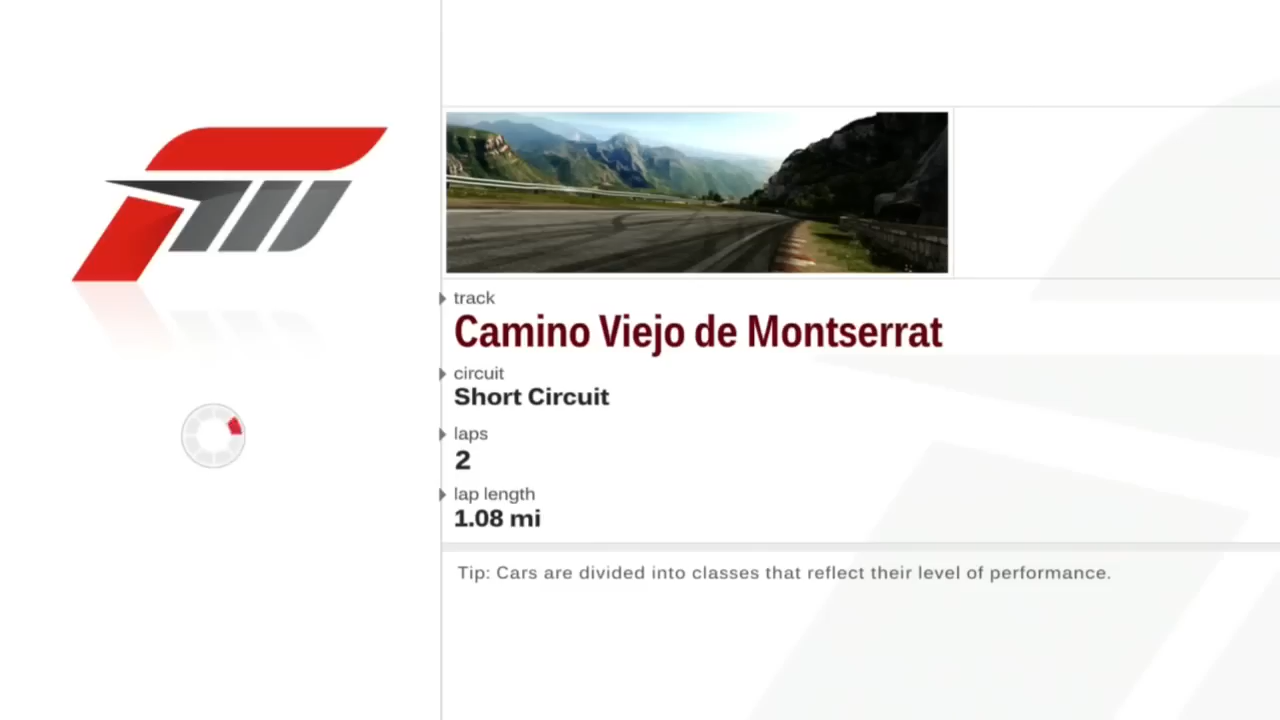 track
Camino Viejo de Montserrat
circuit
Short Circuit
laps
2
lap length
1.08 mi
Tip: Cars are divided into classes that reflect their level of performance.